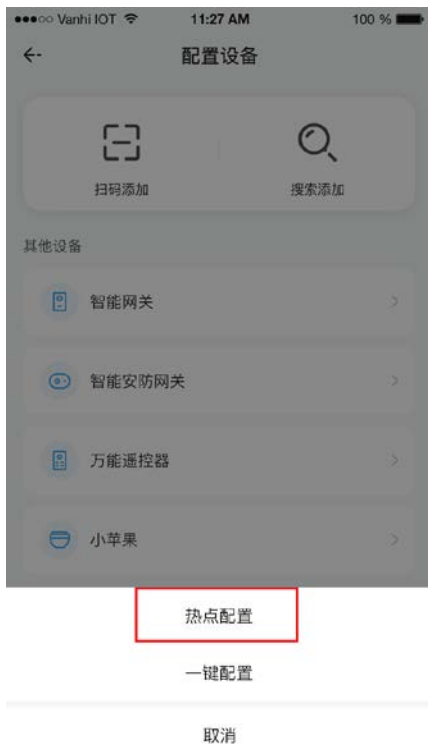 Vanhi IOT
11:27 AM
100 %
配置设备
扫码添加
搜索添加
其他设备
智能网关
智能安防网关
万能遥控器
小苹果
热点配置
一键配置
取消